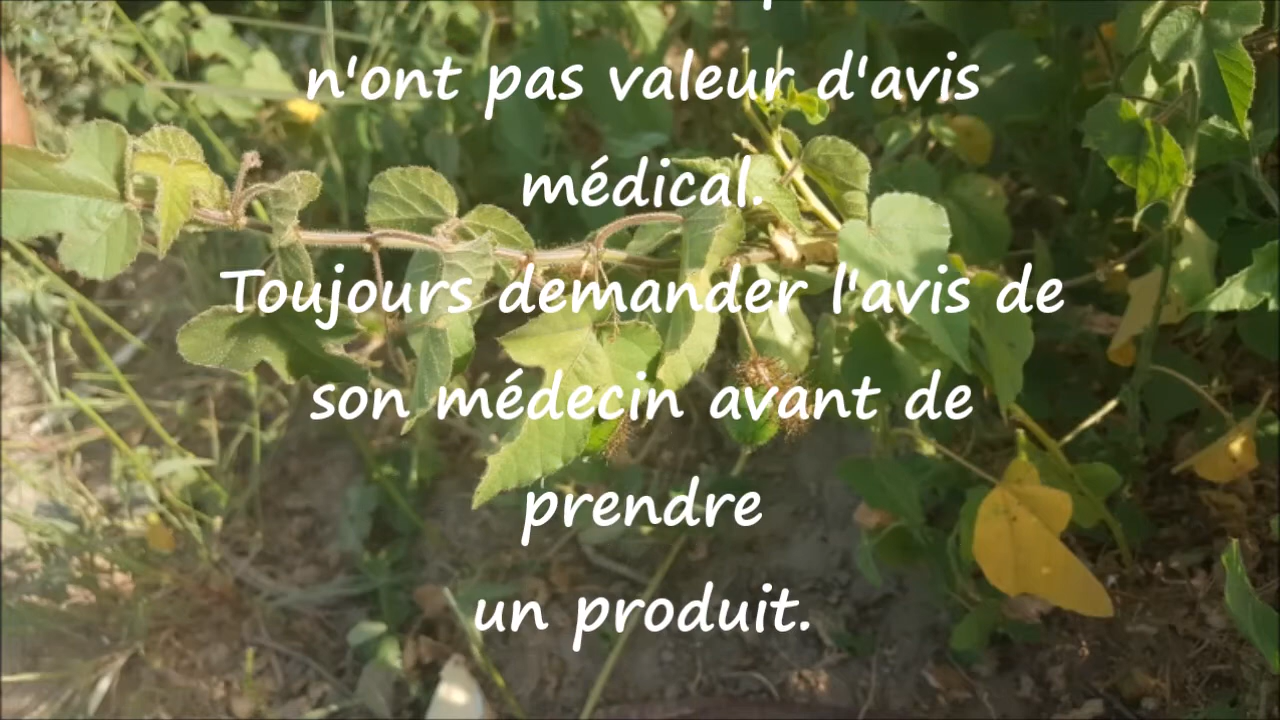 n'ont pas valeur d'avis
médical.
Toujours demander l'avis de
son médecin avant de
prendre
un produit.